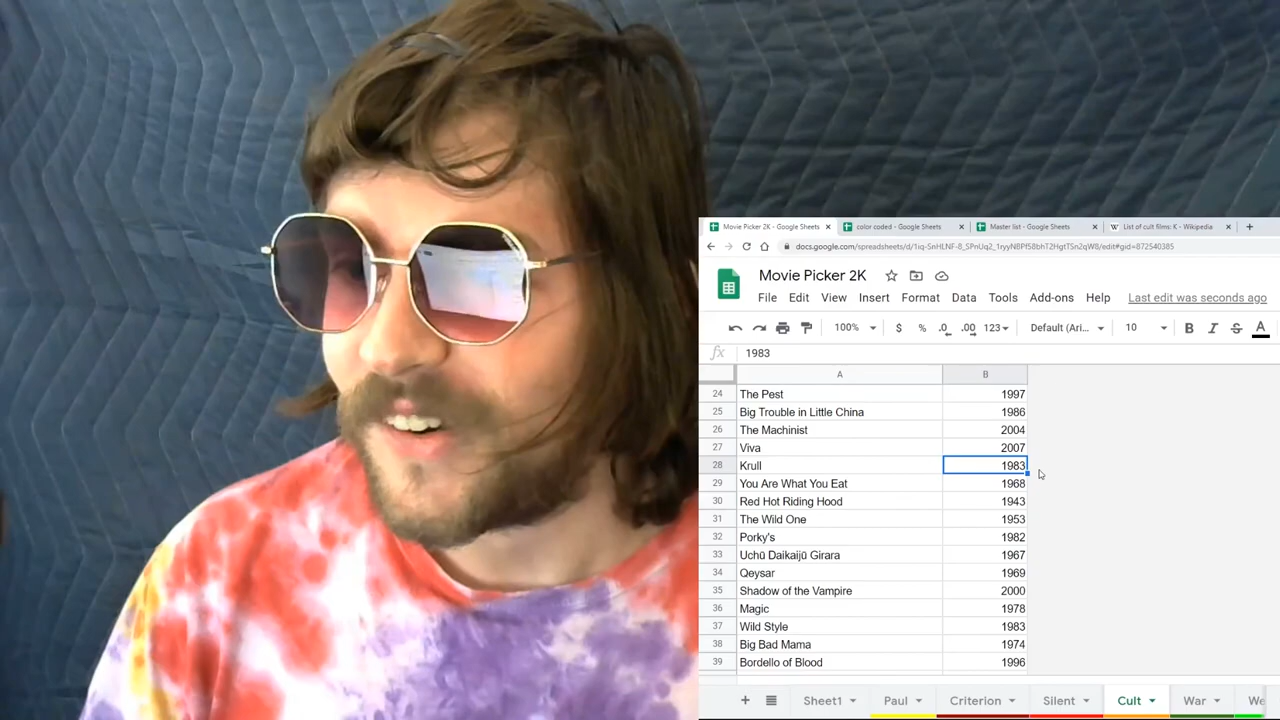 Movie Picker 2K - Google Sheets
color coded - Google Sheets
Master list - Google Sheets
List of cult films: K - Wikipedia
Movie Picker 2K
File Edit View Insert Format Data Tools Add-ons Help Last edit was seconds ago
100% $ % .0 .00 123 Default (Ari... 10 B I S A
fx 1983
A B
24 The Pest 1997
25 Big Trouble in Little China 1986
26 The Machinist 2004
27 Viva 2007
28 Krull 1983
29 You Are What You Eat 1968
30 Red Hot Riding Hood 1943
31 The Wild One 1953
32 Porky's 1982
33 Uchū Daikaijū Girara 1967
34 Qeysar 1969
35 Shadow of the Vampire 2000
36 Magic 1978
37 Wild Style 1983
38 Big Bad Mama 1974
39 Bordello of Blood 1996
+ Sheet1 Paul Criterion Silent Cult War We